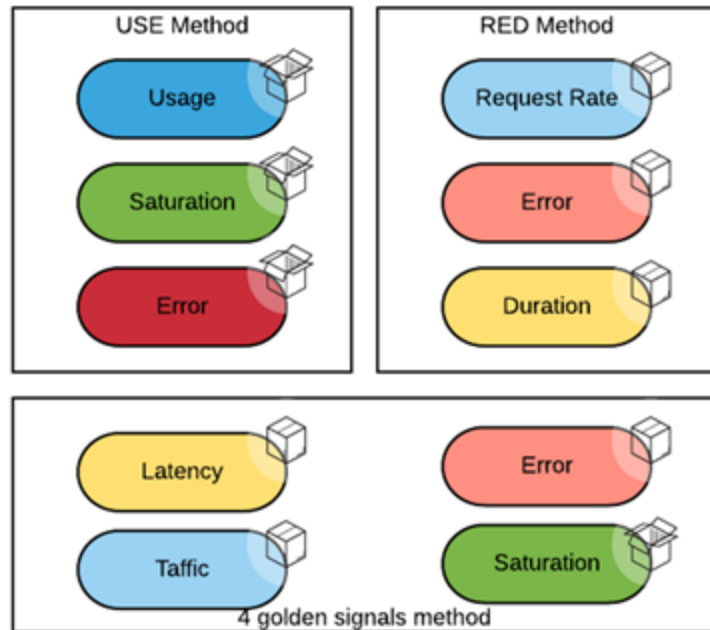 USE Method
Usage
Saturation
Error
RED Method
Request Rate
Error
Duration
Latency
Error
Taffic
Saturation
4 golden signals method